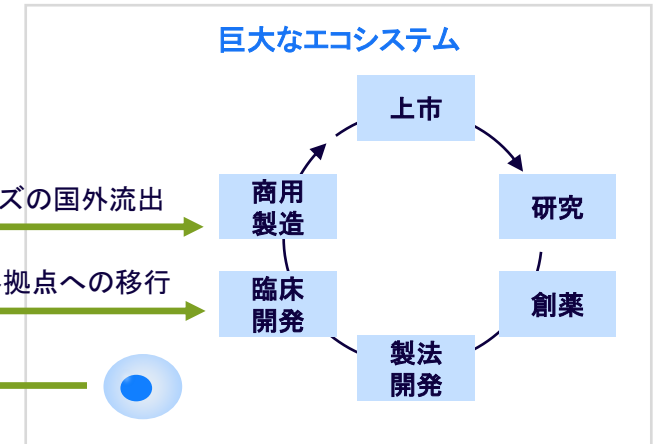 巨大なエコシステム
上市
商用
製造
研究
ズの国外流出
拠点への移行
臨床
開発
創薬
製法
開発